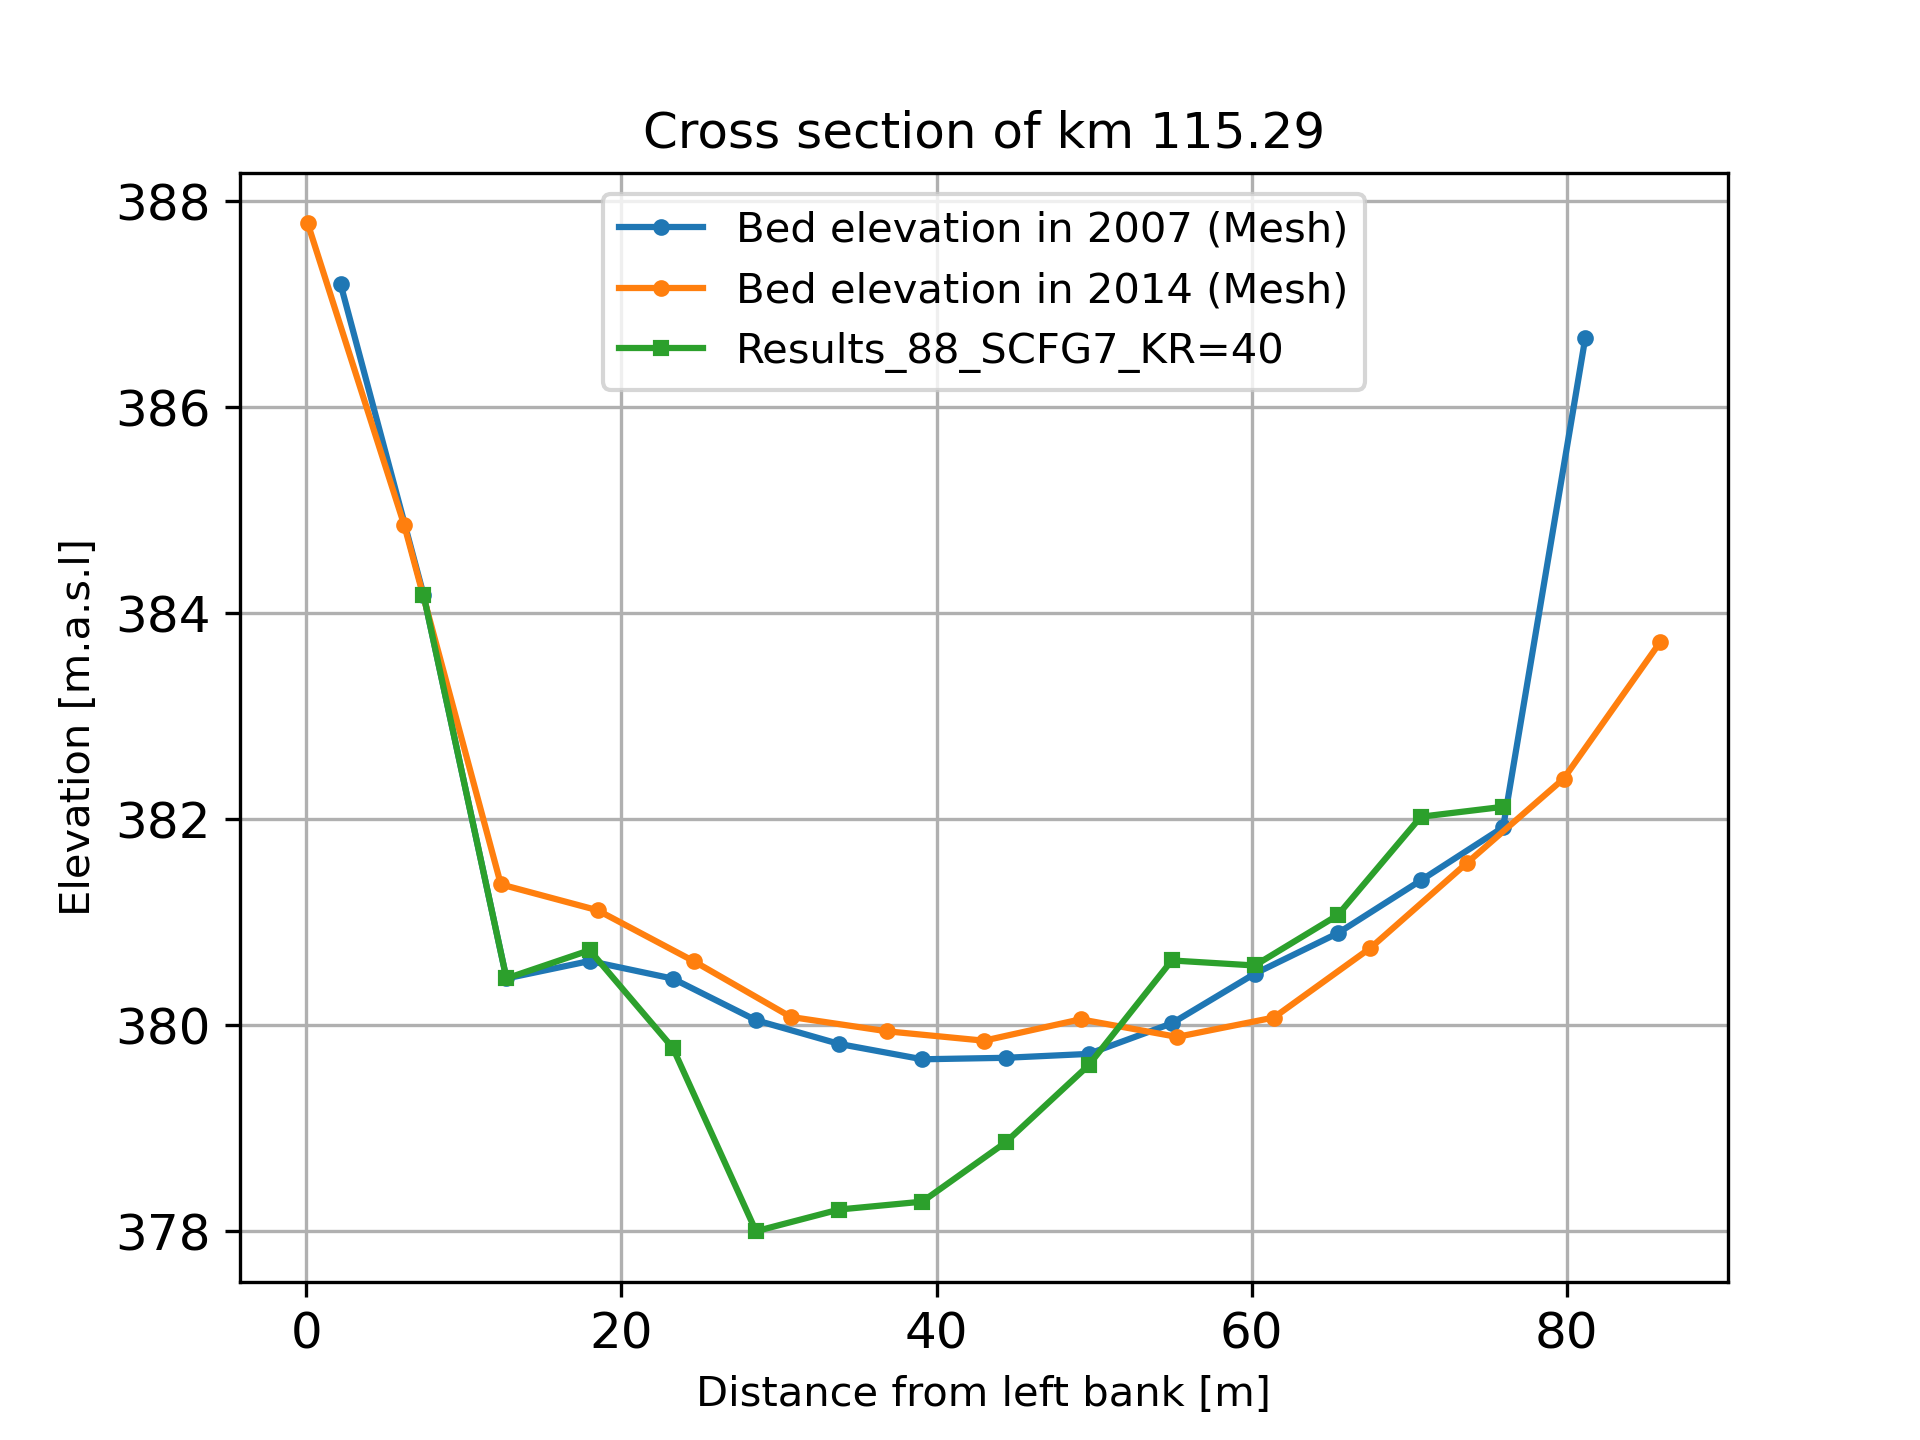 Cross section of km 115.29
Bed elevation in 2007 (Mesh)
Bed elevation in 2014 (Mesh)
Results_88_SCFG7_KR=40
Elevation [m.a.s.l]
388
386
384
382
380
378
0 20 40 60 80
Distance from left bank [m]